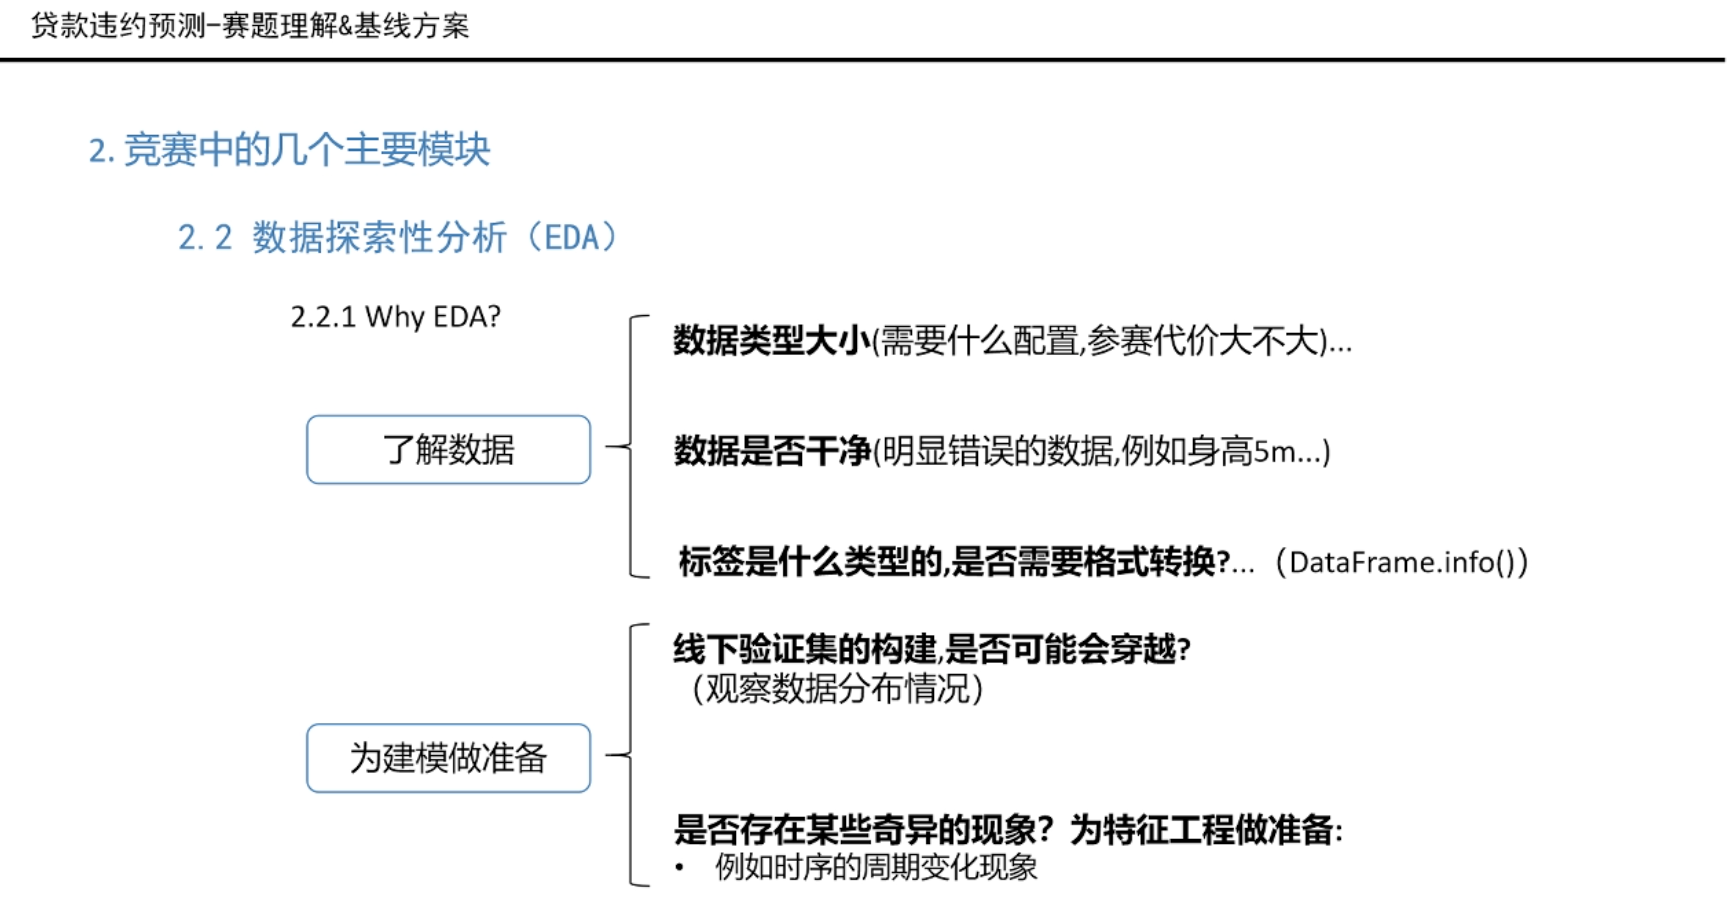 贷款违约预测-赛题理解&基线方案
2. 竞赛中的几个主要模块
2.2 数据探索性分析（EDA）
2.2.1 Why EDA?
了解数据
数据类型大小(需要什么配置,参赛代价大不大)...
数据是否干净(明显错误的数据,例如身高5m...)
标签是什么类型的,是否需要格式转换?...（DataFrame.info()）
为建模做准备
线下验证集的构建,是否可能会穿越?
（观察数据分布情况）
是否存在某些奇异的现象？为特征工程做准备:
• 例如时序的周期变化现象